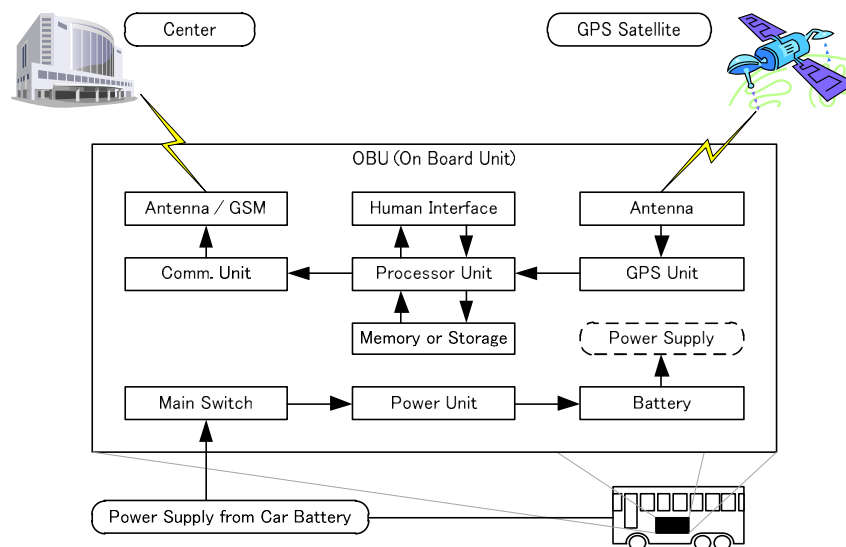 Center
GPS Satellite
OBU (On Board Unit)
Antenna / GSM
Human Interface
Antenna
Comm. Unit
Processor Unit
GPS Unit
Memory or Storage
Power Supply
Main Switch
Power Unit
Battery
Power Supply from Car Battery